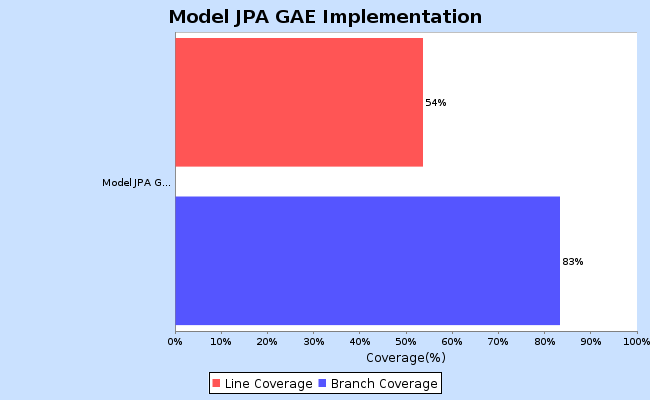 Model JPA GAE Implementation
54%
Model JPA G...
83%
0% 10% 20% 30% 40% 50% 60% 70% 80% 90% 100%
Coverage(%)
Line Coverage Branch Coverage